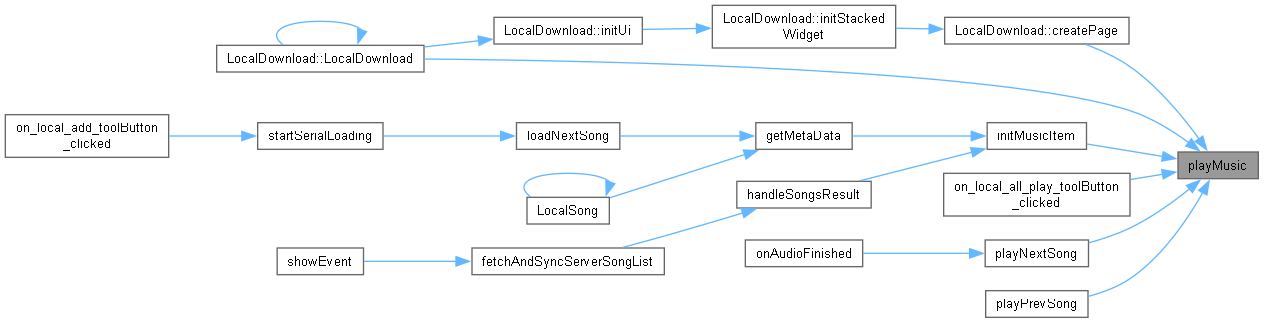 LocalDownload::initUi
LocalDownload::initStacked
Widget
LocalDownload::createPage
LocalDownload::LocalDownload
on_local_add_toolButton
_clicked
startSerialLoading
loadNextSong
getMetaData
initMusicItem
playMusic
LocalSong
handleSongsResult
on_local_all_play_toolButton
_clicked
showEvent
fetchAndSyncServerSongList
onAudioFinished
playNextSong
playPrevSong